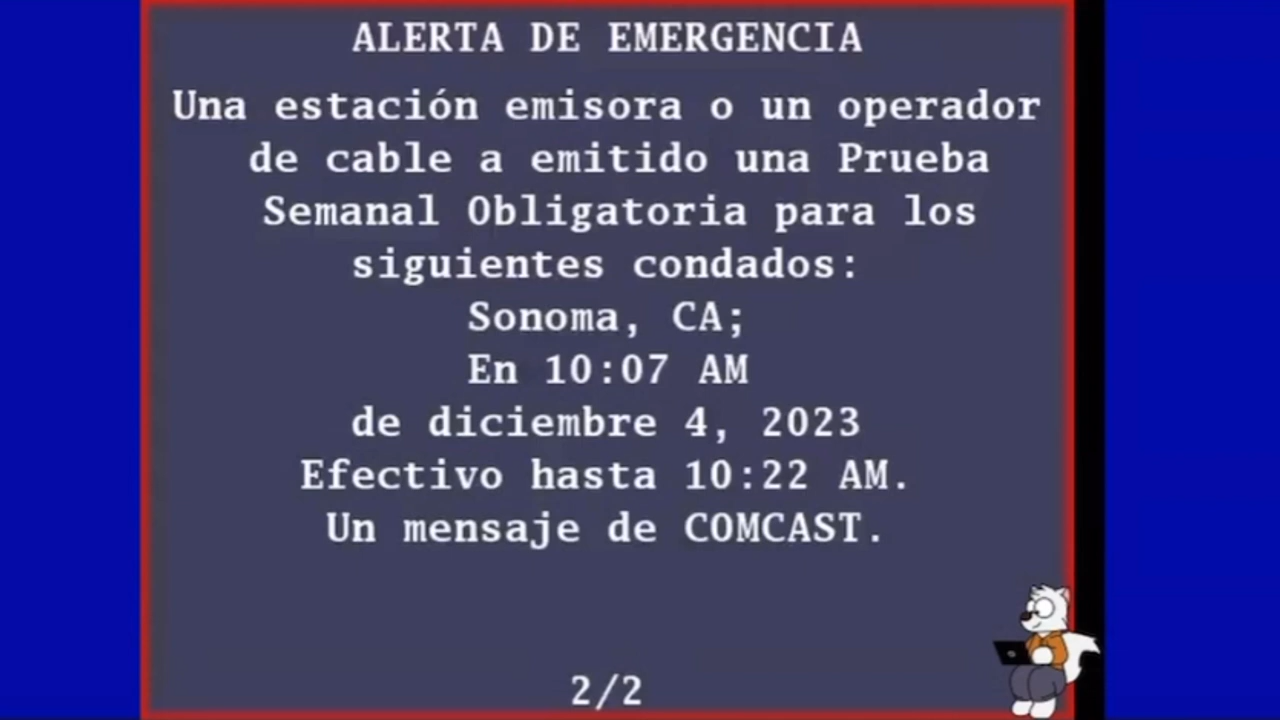 ALERTA DE EMERGENCIA
Una estación emisora o un operador
de cable a emitido una Prueba
Semanal Obligatoria para los
siguientes condados:
Sonoma, CA;
En 10:07 AM
de diciembre 4, 2023
Efectivo hasta 10:22 AM.
Un mensaje de COMCAST.
2/2